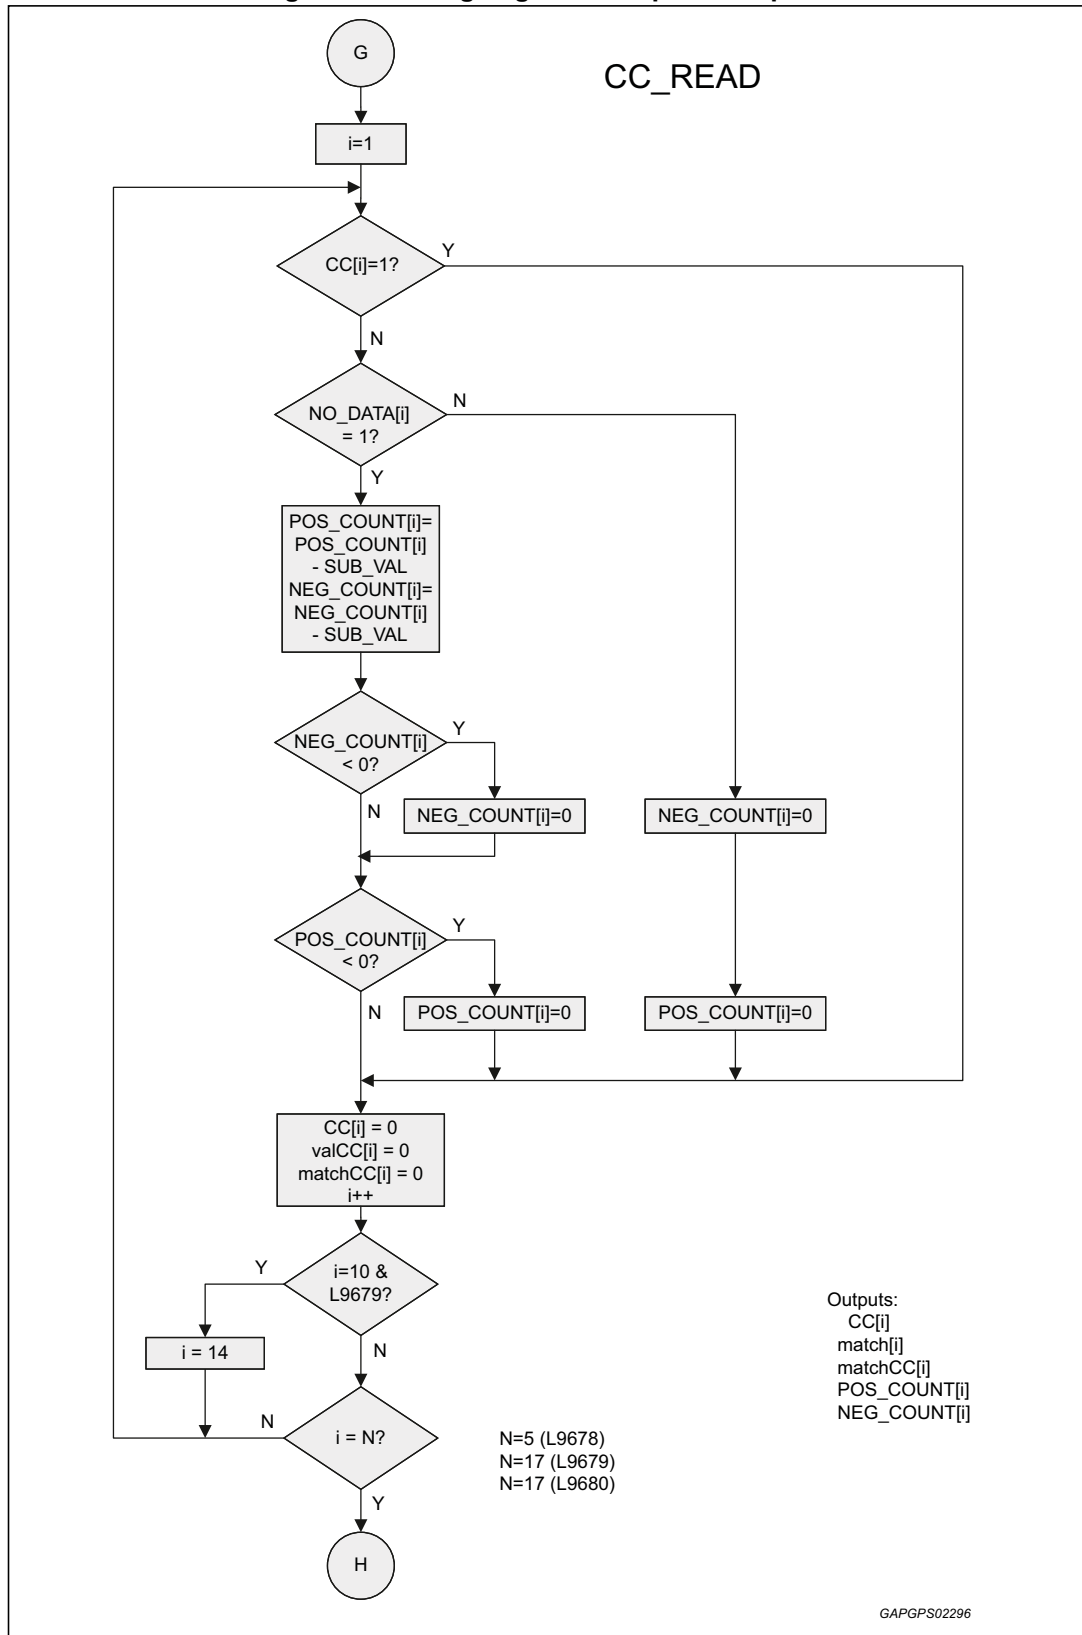 CC_READ
G
i=1
CC[i]=1?
Y
N
NO_DATA[i]
= 1?
N
Y
POS_COUNT[i]=
POS_COUNT[i]
- SUB_VAL
NEG_COUNT[i]=
NEG_COUNT[i]
- SUB_VAL
NEG_COUNT[i]
< 0?
Y
N
NEG_COUNT[i]=0
NEG_COUNT[i]=0
POS_COUNT[i]
< 0?
Y
N
POS_COUNT[i]=0
POS_COUNT[i]=0
CC[i] = 0
valCC[i] = 0
matchCC[i] = 0
i++
i=10 &
L9679?
Y
N
i = 14
i = N?
N
Y
N=5 (L9678)
N=17 (L9679)
N=17 (L9680)
Outputs:
CC[i]
match[i]
matchCC[i]
POS_COUNT[i]
NEG_COUNT[i]
H
GAPGPS02296